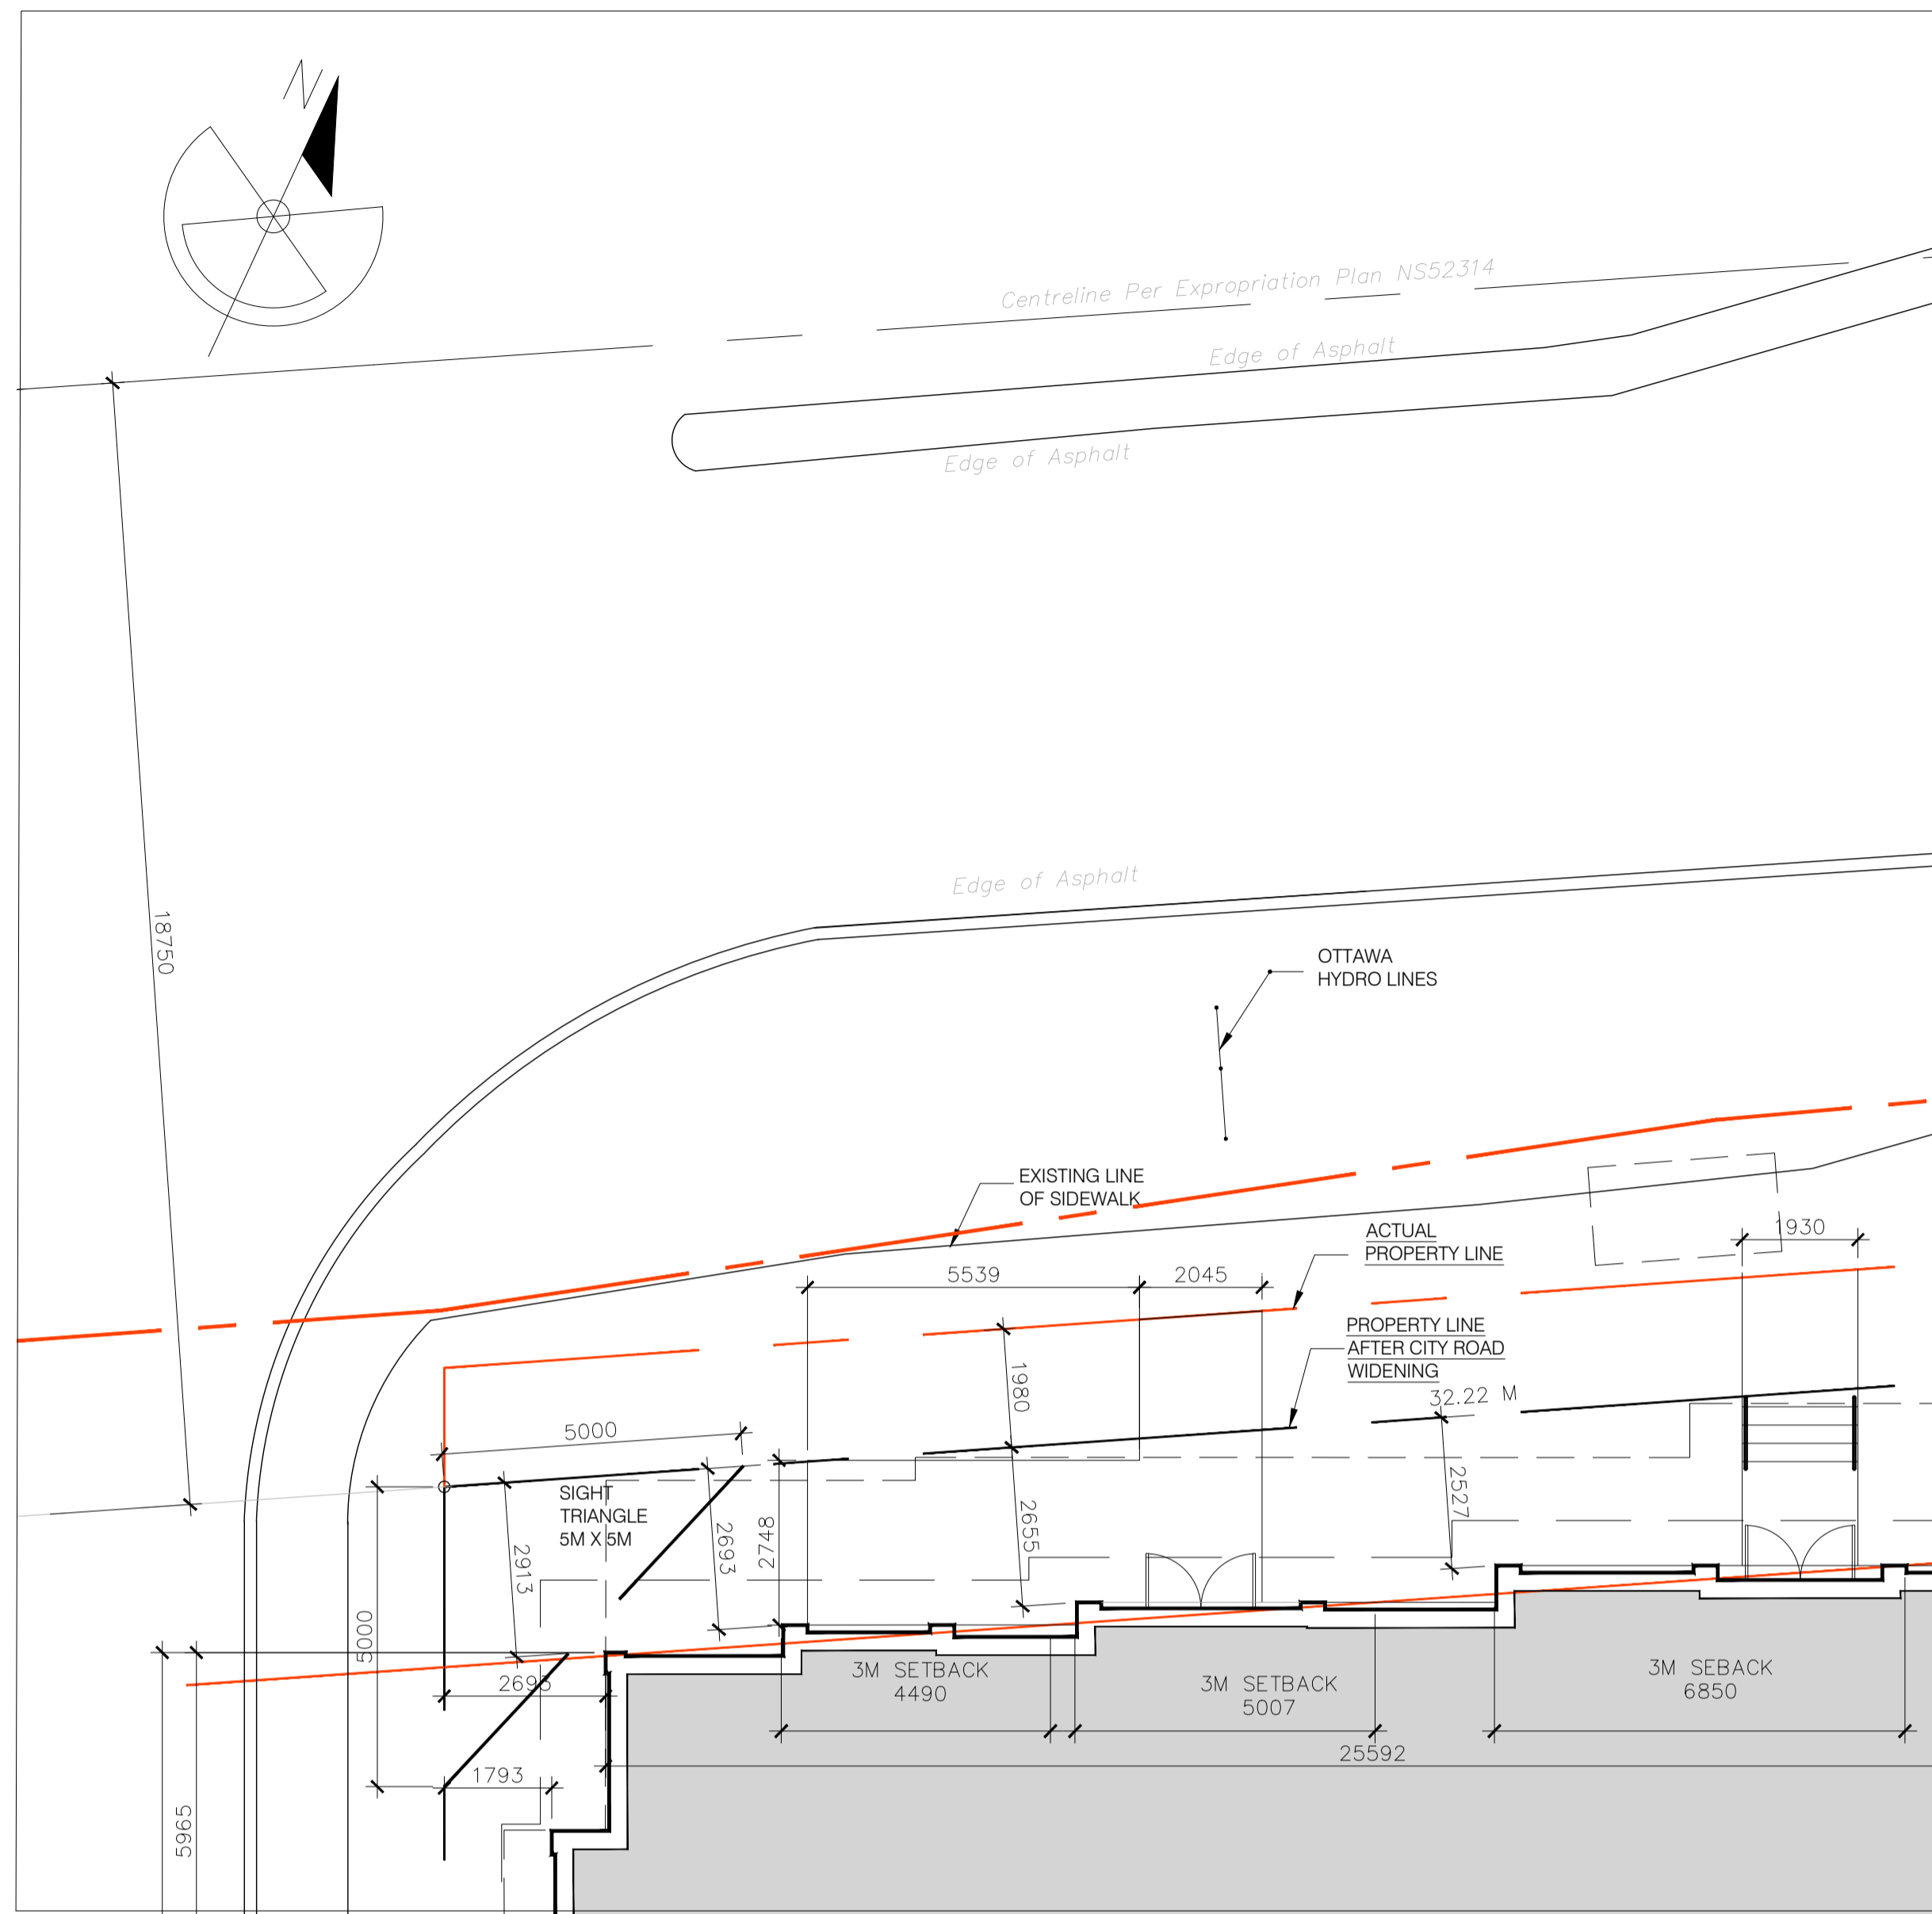 N
Centreline Per Expropriation Plan NS52314
Edge of Asphalt
Edge of Asphalt
Edge of Asphalt
18750
OTTAWA
HYDRO LINES
EXISTING LINE
OF SIDEWALK
ACTUAL
PROPERTY LINE
1930
5539
2045
PROPERTY LINE
AFTER CITY ROAD
WIDENING
1980
32.22 M
5000
SIGHT
TRIANGLE
5M X 5M
2913
2693
2748
2655
2527
5000
2693
3M SETBACK
4490
3M SETBACK
5007
3M SEBACK
6850
25592
1793
5965